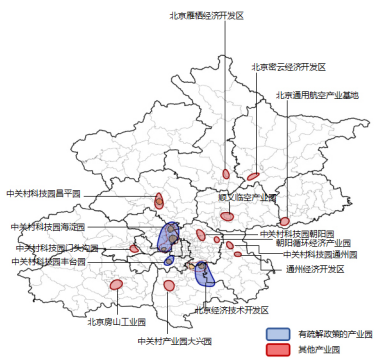 北京雁栖经济开发区
北京密云经济开发区
北京通用航空产业基地
中关村科技园昌平园
顺义临空产业园
中关村科技园海淀园
中关村科技园朝阳园
朝阳循环经济产业园
中关村科技园门头沟园
中关村科技园通州园
中关村科技园丰台园
通州经济开发区
北京经济技术开发区
北京房山工业园
中关村产业园大兴园
有疏解政策的产业园
其他产业园